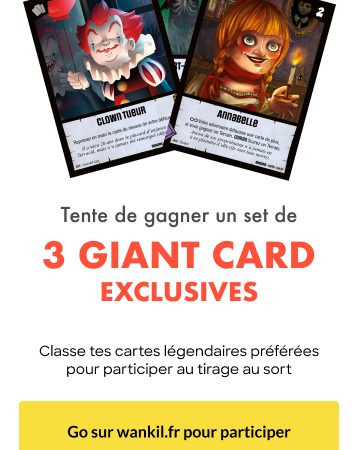 2
CLOWN TUEUR
ANNABELLE
Tente de gagner un set de
3 GIANT CARD
EXCLUSIVES
Classe tes cartes légendaires préférées
pour participer au tirage au sort
Go sur wankil.fr pour participer